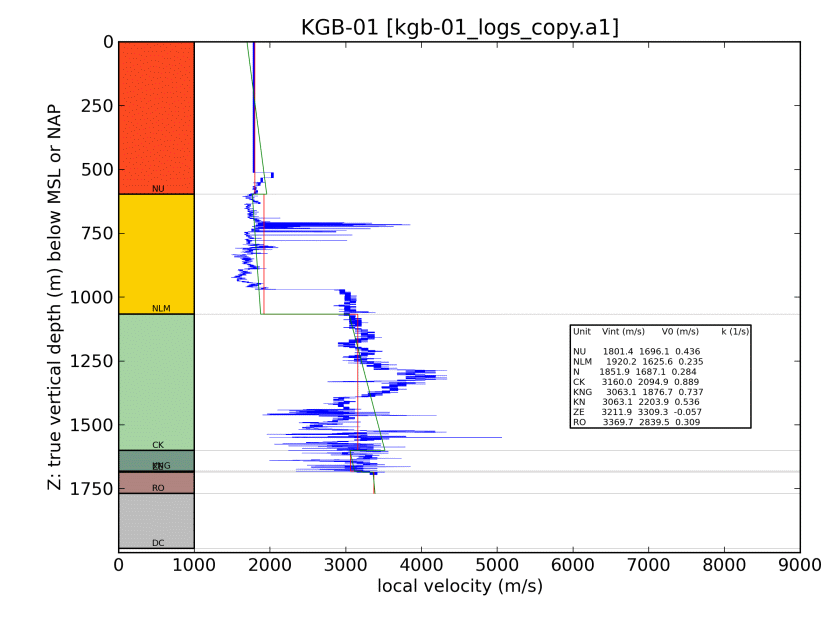 KGB-01 [kgb-01_logs_copy.a1]
Z: true vertical depth (m) below MSL or NAP
0
250
500
750
1000
1250
1500
1750
NU
NLM
CK
KNG
RO
DC
Unit Vint (m/s) V0 (m/s) k (1/s)
NU 1801.4 1696.1 0.436
NLM 1920.2 1625.6 0.235
N 1851.9 1687.1 0.284
CK 3160.0 2094.9 0.889
KNG 3063.1 1876.7 0.737
KN 3063.1 2203.9 0.536
ZE 3211.9 3309.3 -0.057
RO 3369.7 2839.5 0.309
0 1000 2000 3000 4000 5000 6000 7000 8000 9000
local velocity (m/s)